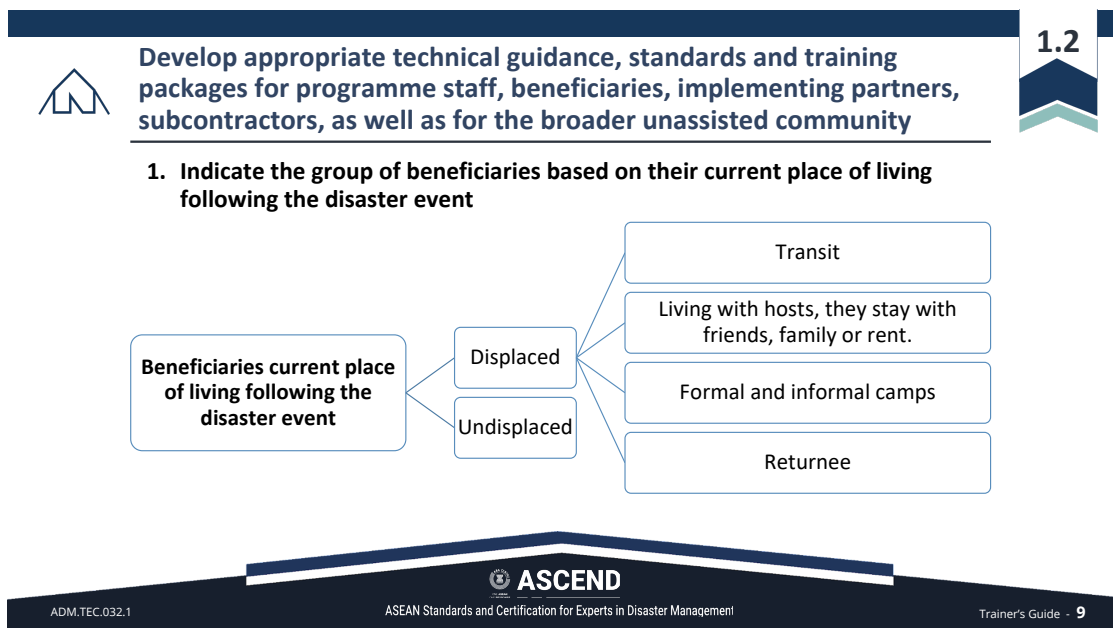 1.2
Develop appropriate technical guidance, standards and training
packages for programme staff, beneficiaries, implementing partners,
subcontractors, as well as for the broader unassisted community
1. Indicate the group of beneficiaries based on their current place of living
following the disaster event
Beneficiaries current place
of living following the
disaster event
Displaced
Undisplaced
Transit
Living with hosts, they stay with
friends, family or rent.
Formal and informal camps
Returnee
ASCEND
ADM.TEC.032.1
ASEAN Standards and Certification for Experts in Disaster Management
Trainer's Guide - 9